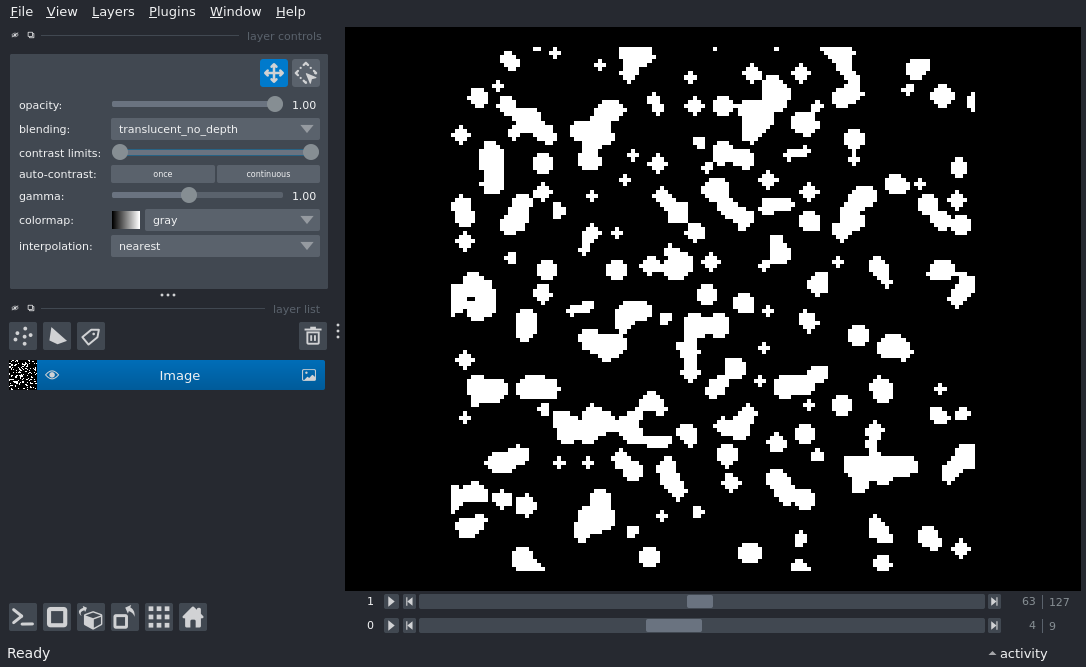 File View Layers Plugins Window Help
layer controls
opacity: 1.00
blending: translucent_no_depth
contrast limits:
auto-contrast: once continuous
gamma: 1.00
colormap: gray
interpolation: nearest
layer list
Image
1 63 127
0 4 9
Ready activity